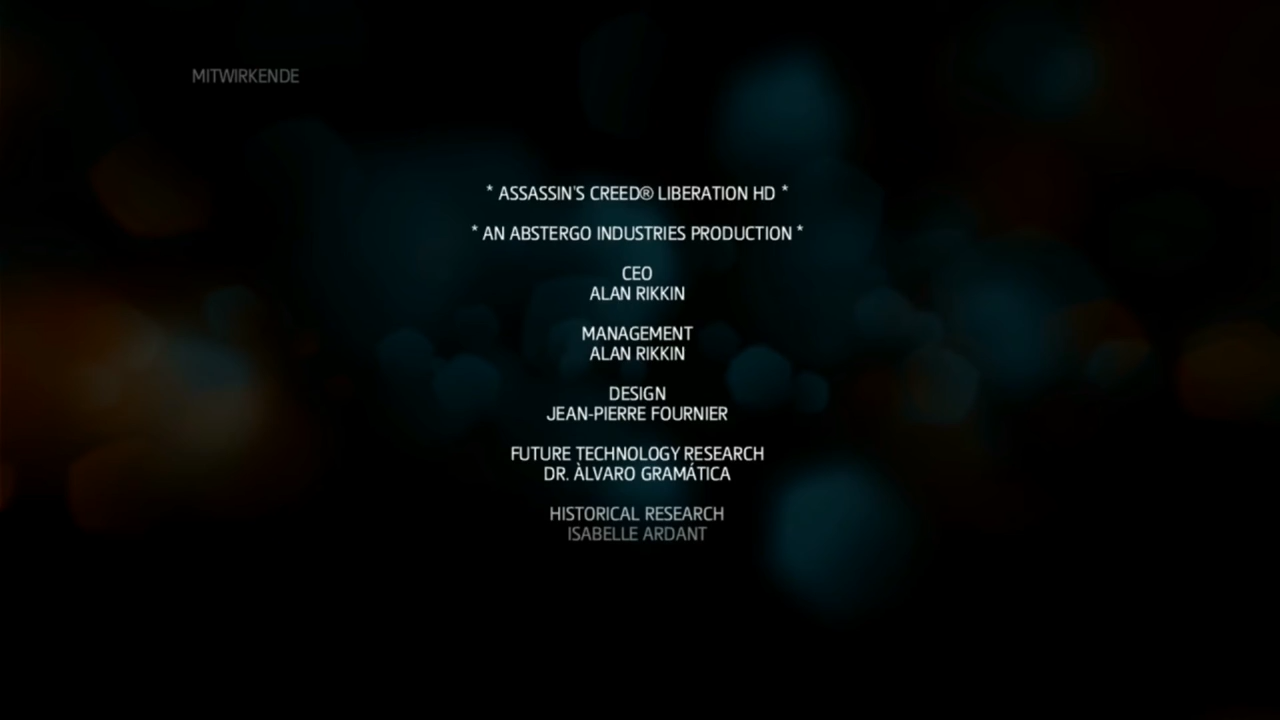 MITWIRKENDE
* ASSASSIN'S CREED® LIBERATION HD *
* AN ABSTERGO INDUSTRIES PRODUCTION *
CEO
ALAN RIKKIN
MANAGEMENT
ALAN RIKKIN
DESIGN
JEAN-PIERRE FOURNIER
FUTURE TECHNOLOGY RESEARCH
DR. ÀLVARO GRAMÁTICA
HISTORICAL RESEARCH
ISABELLE ARDANT